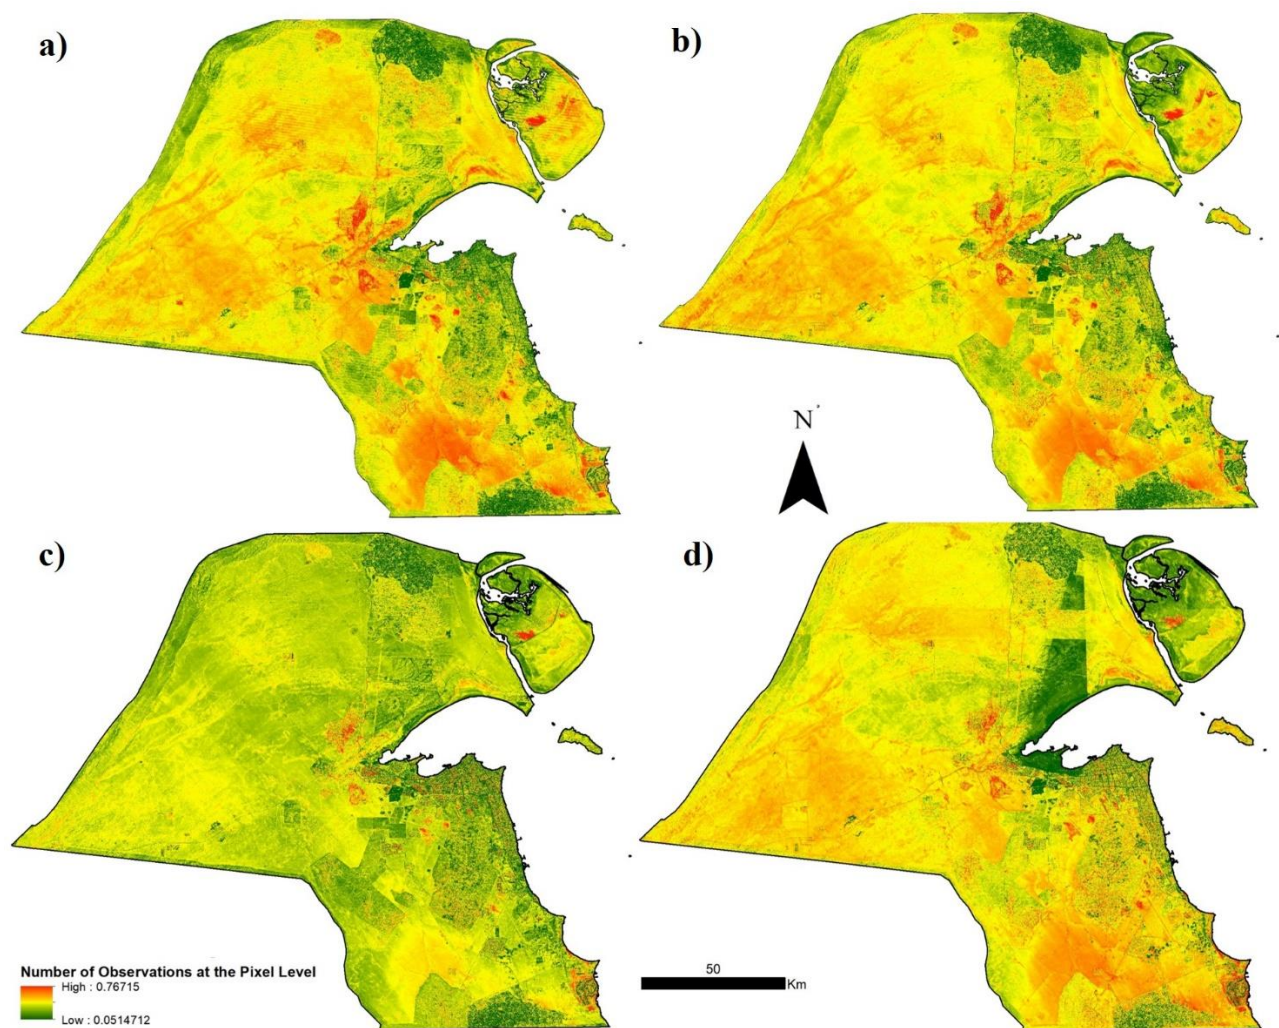 a)
b)
N
c)
d)
Number of Observations at the Pixel Level
High : 0.76715
Low : 0.0514712
50
Km